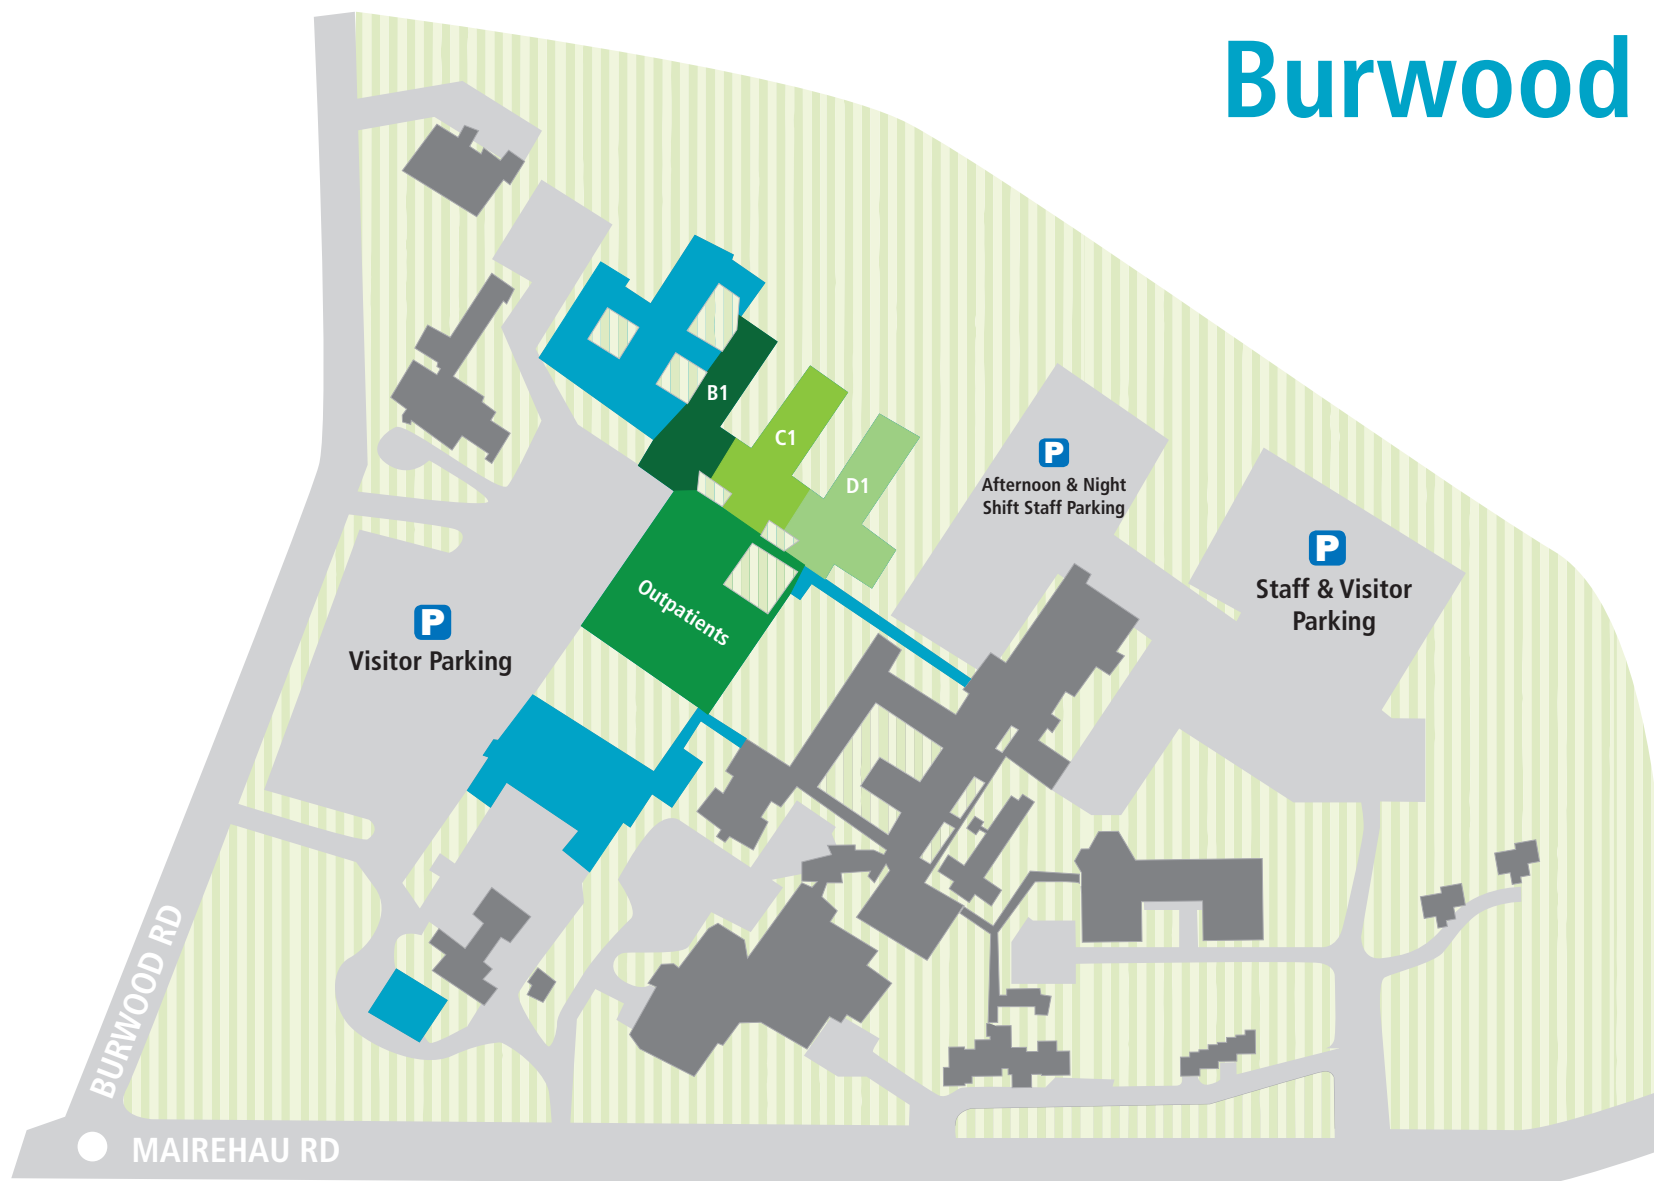 Burwood
B1
C1
D1
P
Afternoon & Night
Shift Staff Parking
P
Staff & Visitor
Parking
Outpatients
P
Visitor Parking
BURWOOD RD
MAIREHAU RD